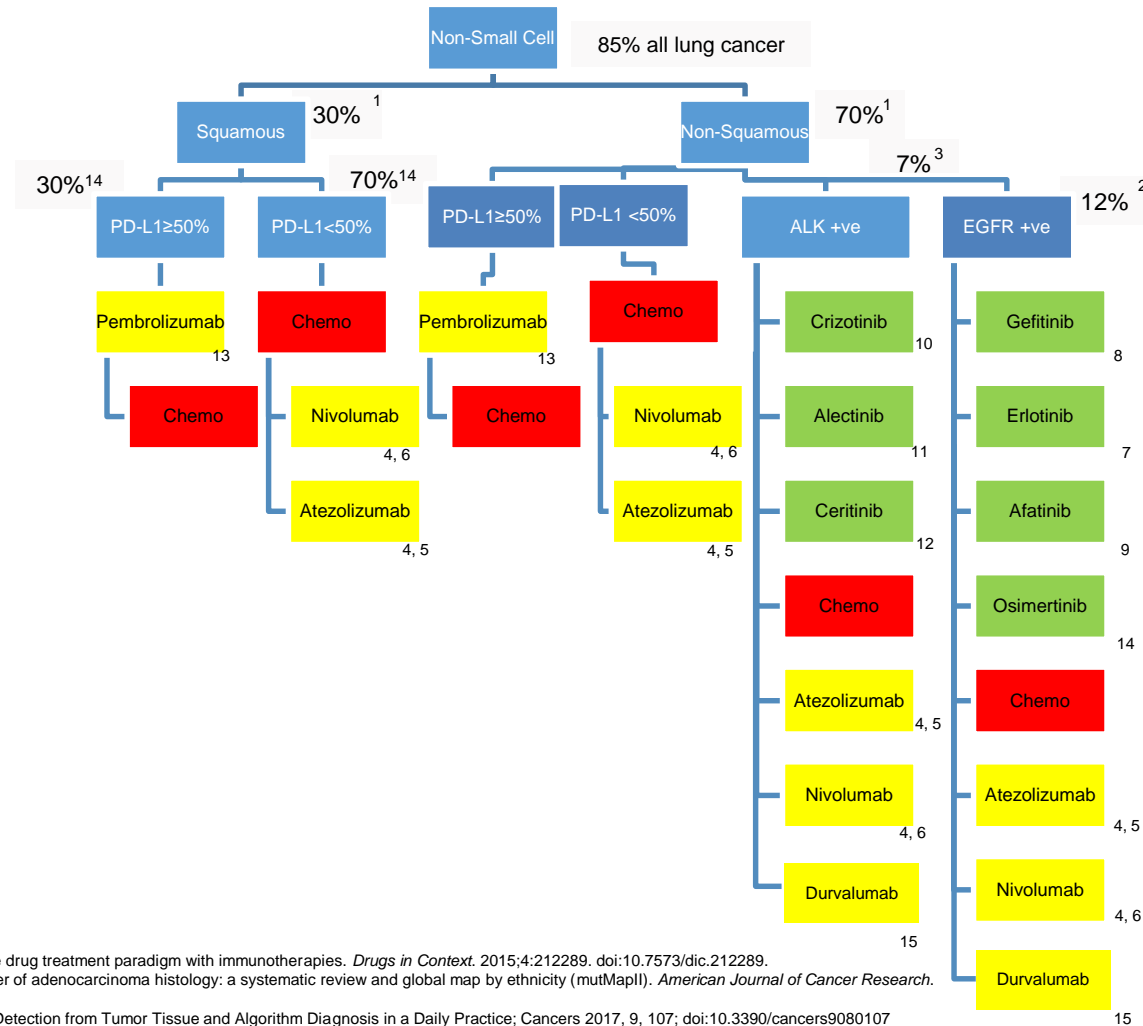 Non-Small Cell
85% all lung cancer
Squamous
30% 1
Non-Squamous
70%1
7%3
30%14
70%14
12% 2
PD-L1≥50%
PD-L1<50%
PD-L1≥50%
PD-L1 <50%
ALK +ve
EGFR +ve
Pembrolizumab
13
Chemo
Pembrolizumab
13
Chemo
Crizotinib
10
Gefitinib
8
Chemo
Nivolumab
4, 6
Chemo
Nivolumab
4, 6
Alectinib
11
Erlotinib
7
Atezolizumab
4, 5
Atezolizumab
4, 5
Ceritinib
12
Afatinib
9
Chemo
Osimertinib
14
Atezolizumab
4, 5
Chemo
Nivolumab
4, 6
Atezolizumab
4, 5
Durvalumab
15
Nivolumab
4, 6
Durvalumab
15
e drug treatment paradigm with immunotherapies. Drugs in Context. 2015;4:212289. doi:10.7573/dic.212289.
er of adenocarcinoma histology: a systematic review and global map by ethnicity (mutMapII). American Journal of Cancer Research.
Detection from Tumor Tissue and Algorithm Diagnosis in a Daily Practice; Cancers 2017, 9, 107; doi:10.3390/cancers9080107